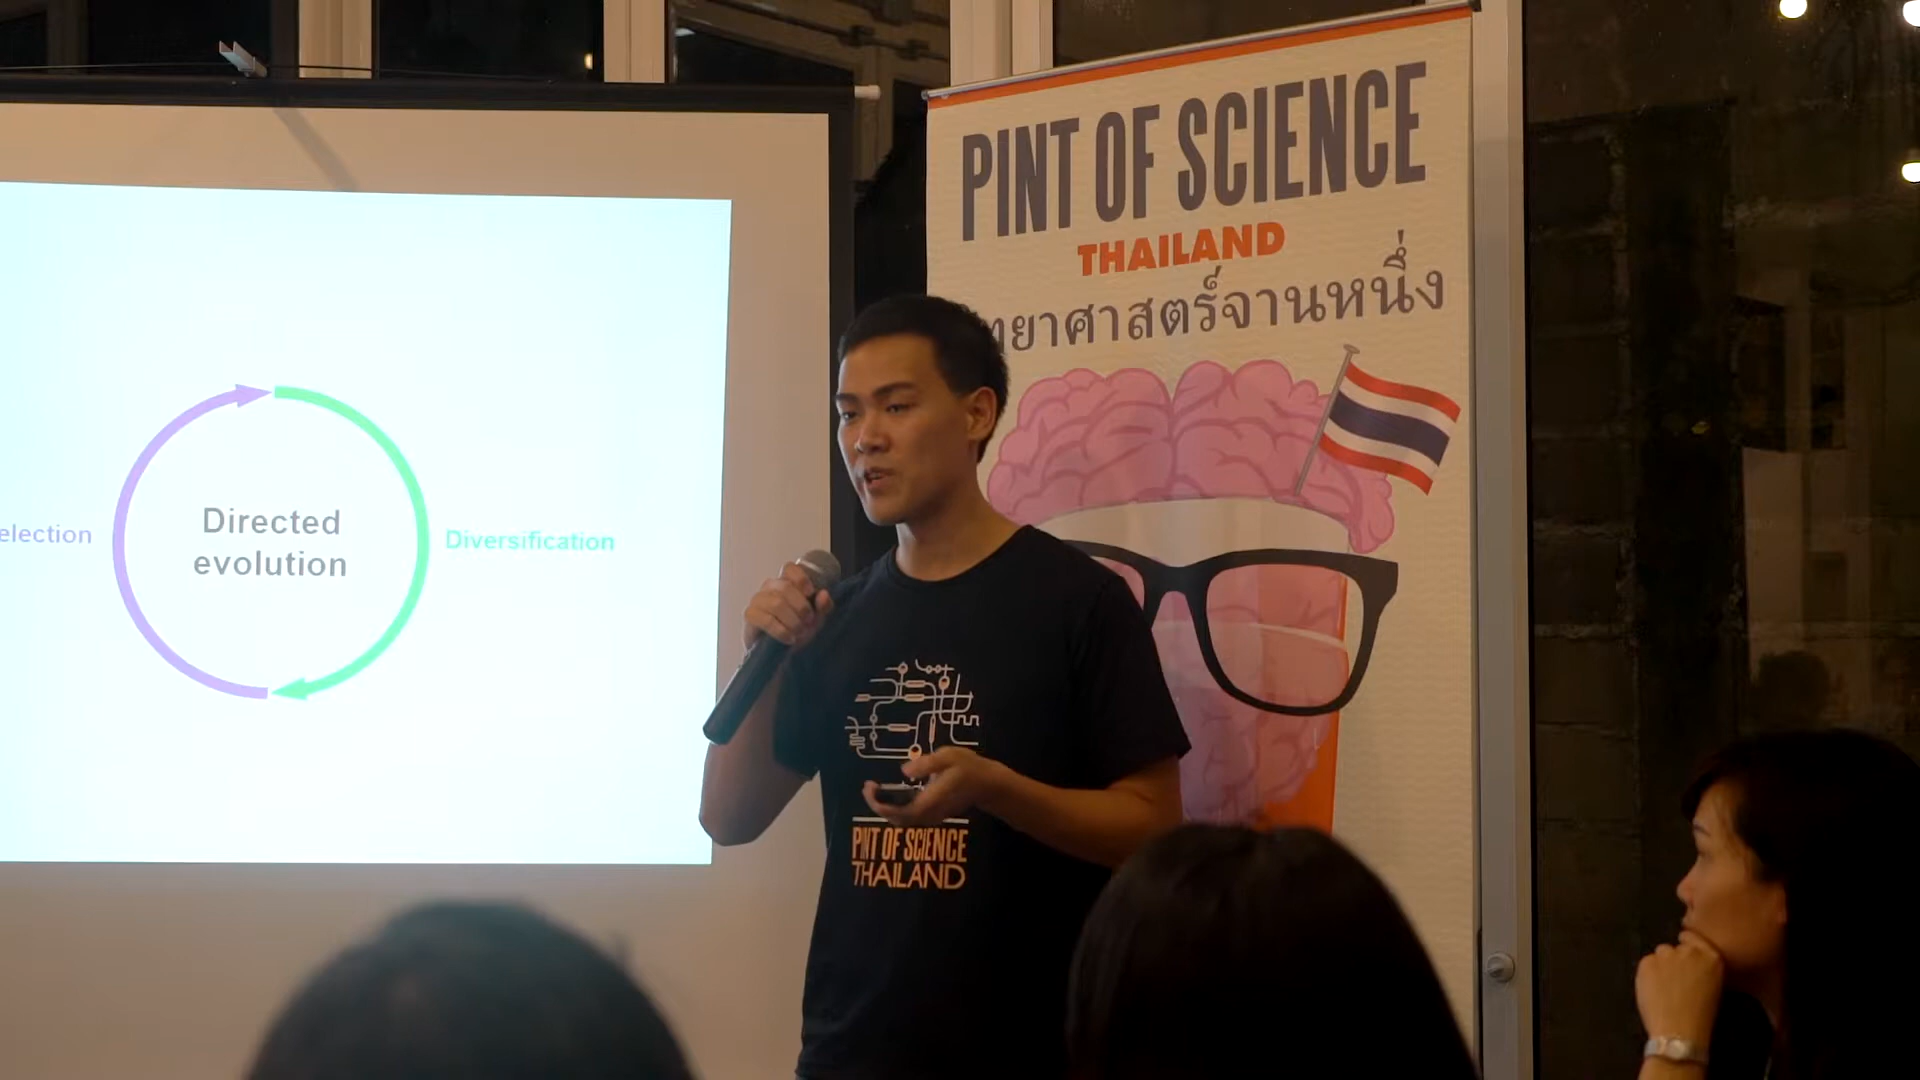 PINT OF SCIENCE
THAILAND
ทยาศาสตร์จานหนึ่ง
election
Directed
evolution
Diversification
PINT OF SCIENCE
THAILAND